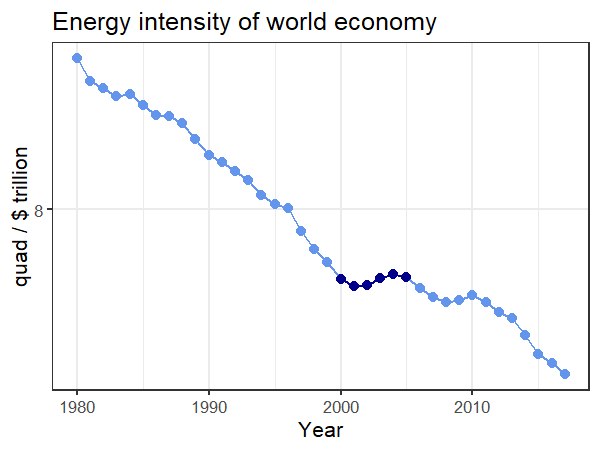 Energy intensity of world economy
quad / $ trillion
8
1980 1990 2000 2010
Year